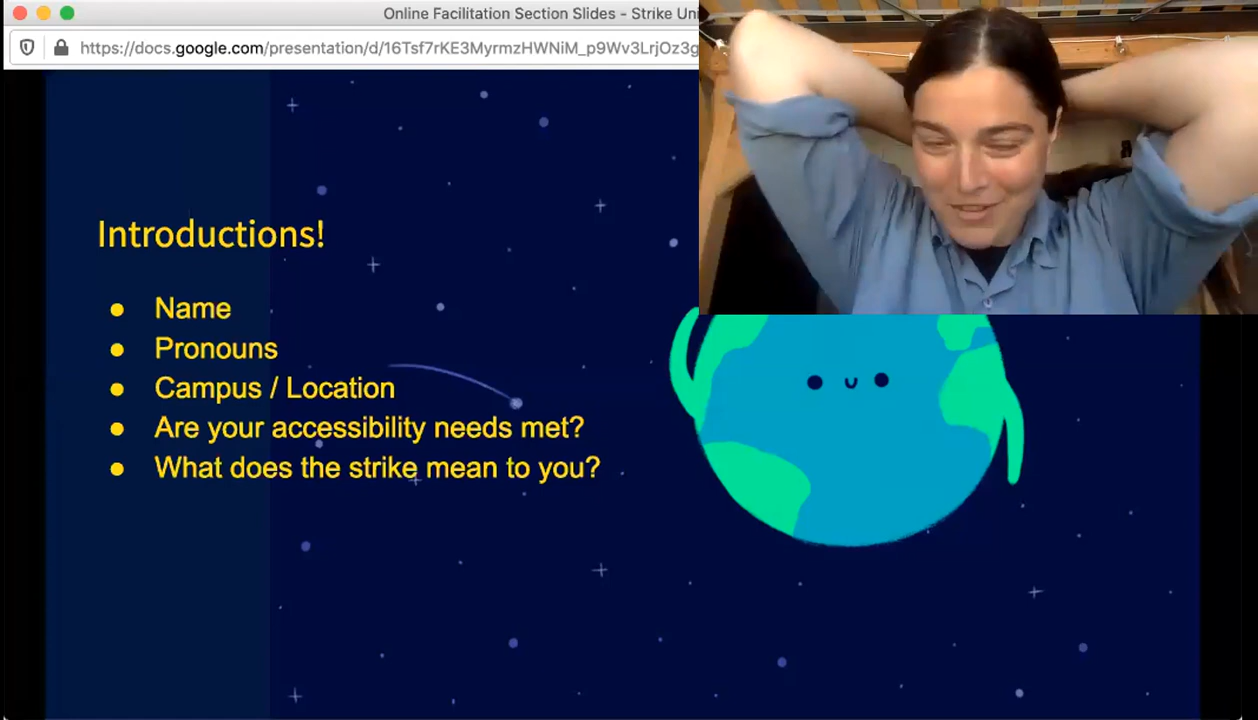 Online Facilitation Section Slides - Strike Uni
https://docs.google.com/presentation/d/16Tsf7rKE3MyrmzHWNiM_p9Wv3LrjOz3g
Introductions!
● Name
● Pronouns
● Campus / Location
● Are your accessibility needs met?
● What does the strike mean to you?